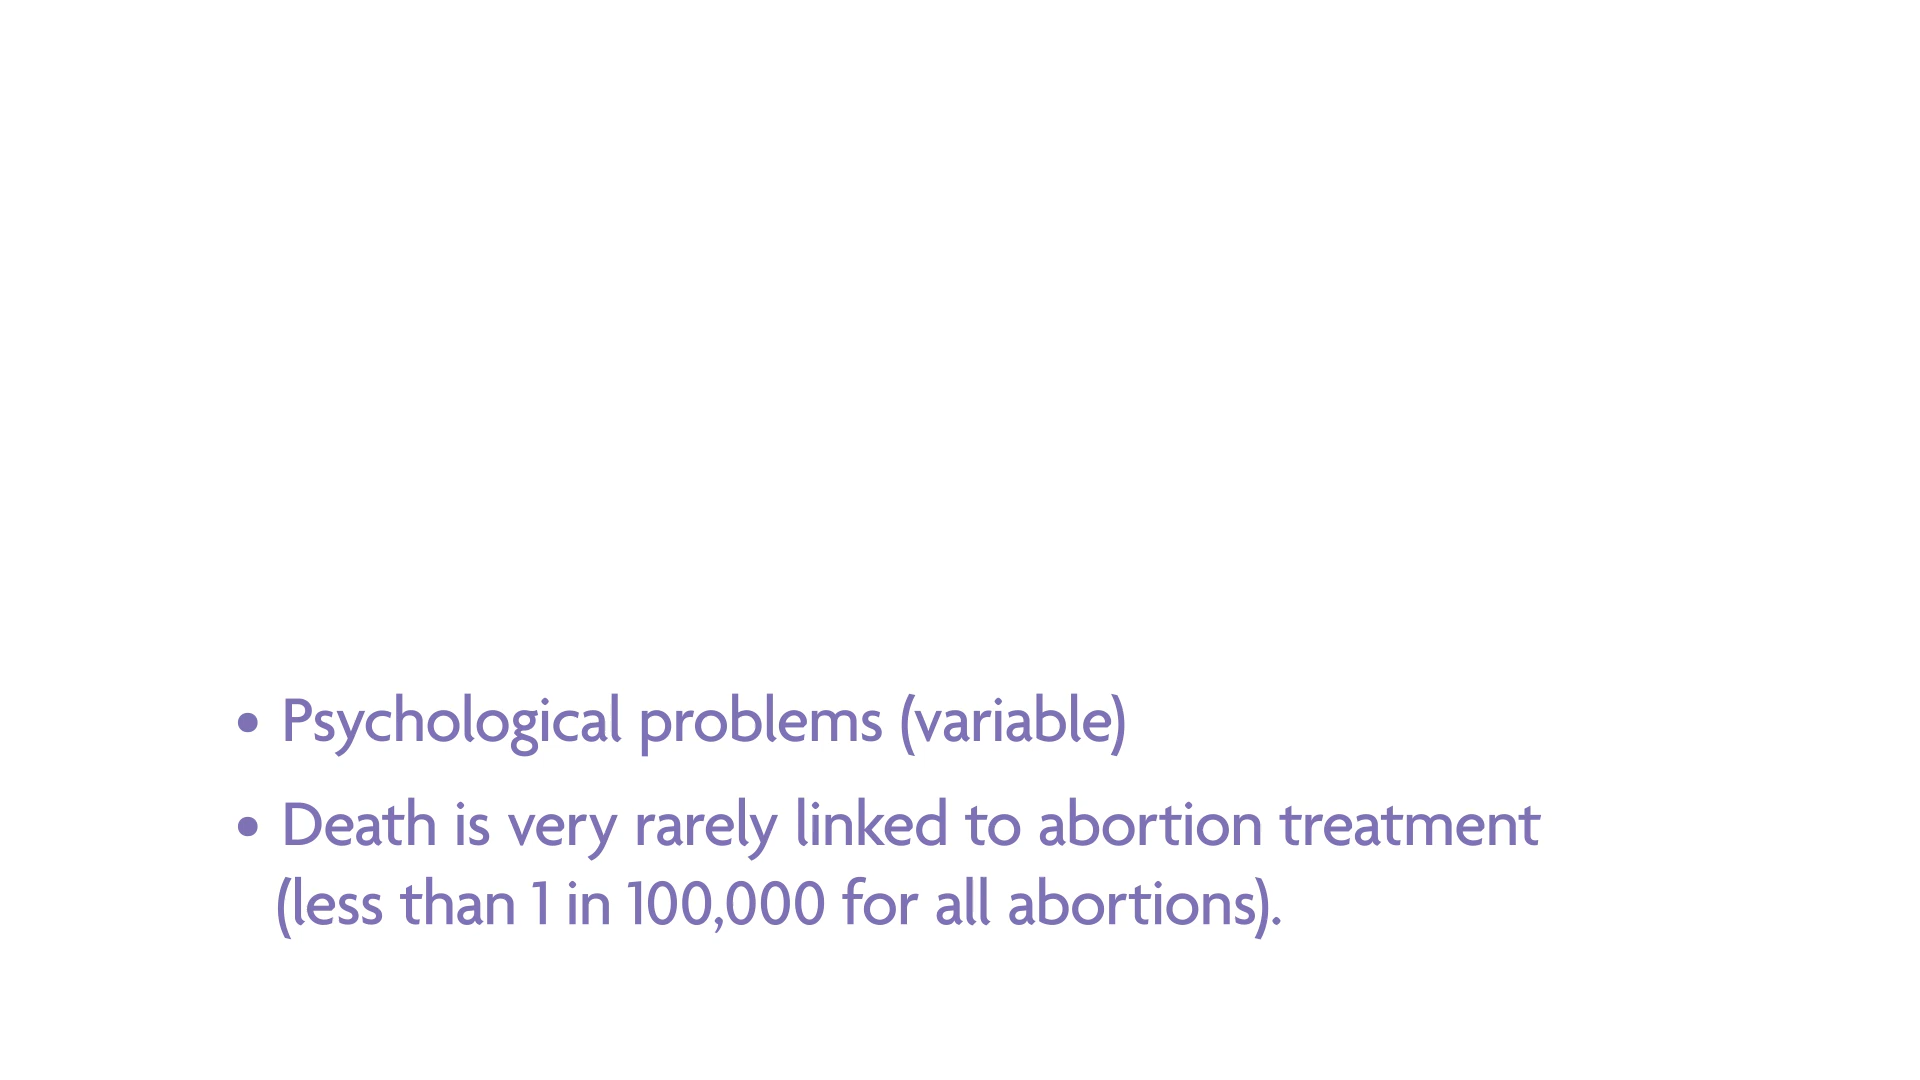 • Psychological problems (variable)
• Death is very rarely linked to abortion treatment
(less than 1 in 100,000 for all abortions).